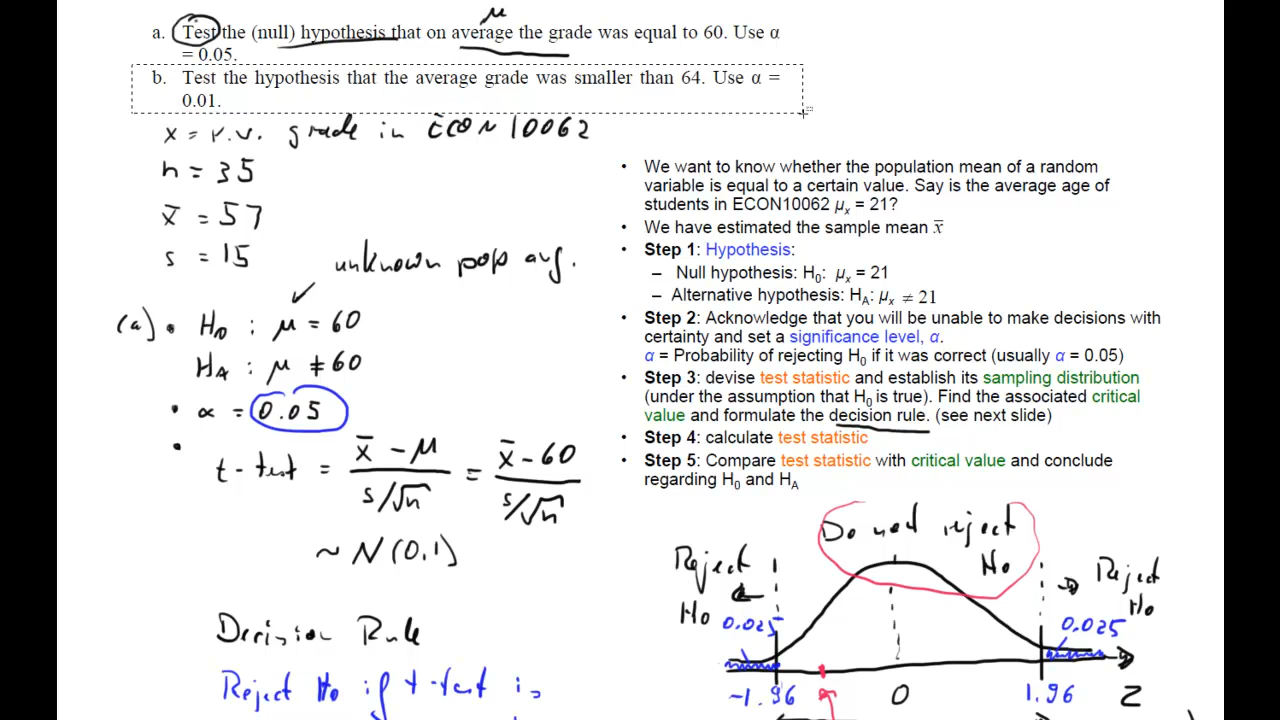 μ
a. Test the (null) hypothesis that on average the grade was equal to 60. Use α
= 0.05.
b. Test the hypothesis that the average grade was smaller than 64. Use α =
0.01.
x = r.v. grade in ECON 10062
n = 35
x̄ = 57
s = 15
unknown pop avg.
(a) • H0 : μ = 60
HA : μ ≠ 60
• α = 0.05
•
t-test = x̄ - μ / s/√n = x̄ - 60 / s/√n
~ N(0,1)
Decision Rule
Reject Ho if t-test is
• We want to know whether the population mean of a random
variable is equal to a certain value. Say is the average age of
students in ECON10062 μx = 21?
• We have estimated the sample mean x̄
• Step 1: Hypothesis:
– Null hypothesis: H0: μx = 21
– Alternative hypothesis: HA: μx ≠ 21
• Step 2: Acknowledge that you will be unable to make decisions with
certainty and set a significance level, α.
α = Probability of rejecting H0 if it was correct (usually α = 0.05)
• Step 3: devise test statistic and establish its sampling distribution
(under the assumption that H0 is true). Find the associated critical
value and formulate the decision rule. (see next slide)
• Step 4: calculate test statistic
• Step 5: Compare test statistic with critical value and conclude
regarding H0 and HA
Do not reject
Ho
Reject
Ho
Reject
Ho
0.025
0.025
-1.96 0 1.96 Z